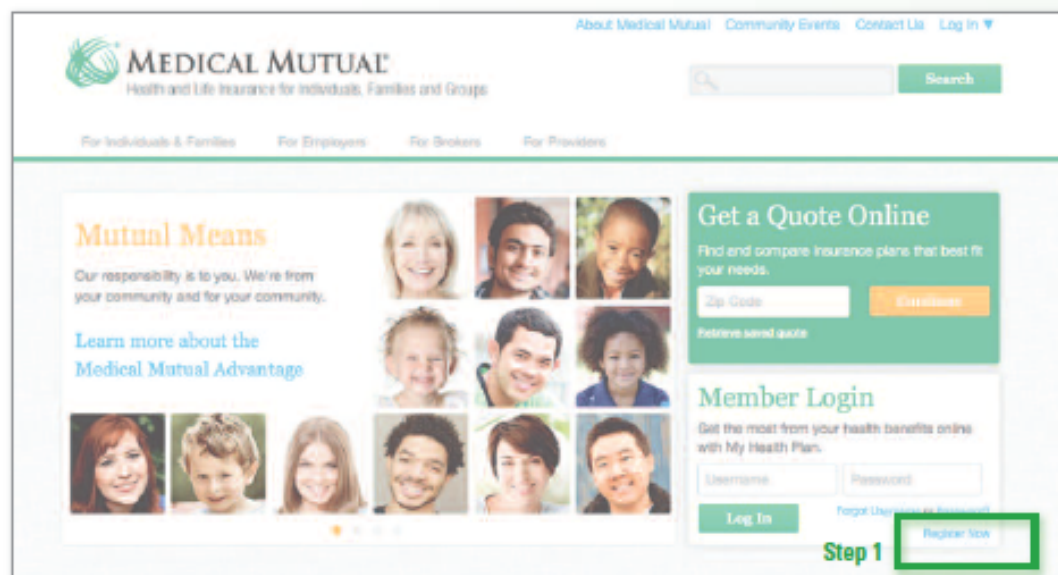 About Medical Mutual Community Events Contact Us Log In ▼
MEDICAL MUTUAL®
Health and Life Insurance for Individuals, Families and Groups
Search
For Individuals & Families For Employers For Brokers For Providers
Mutual Means
Our responsibility is to you. We're from
your community and for your community.
Learn more about the
Medical Mutual Advantage
Get a Quote Online
Find and compare insurance plans that best fit
your needs.
Zip Code Continue
Retrieve saved quote
Member Login
Get the most from your health benefits online
with My Health Plan.
Username Password
Log In
Forgot Username or Password?
Register Now
Step 1